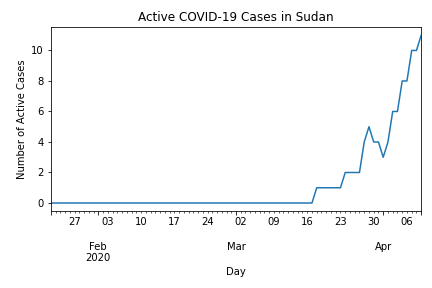 Active COVID-19 Cases in Sudan
Number of Active Cases
10
8
6
4
2
0
27 03 10 17 24 02 09 16 23 30 06
Feb Mar Apr
2020
Day